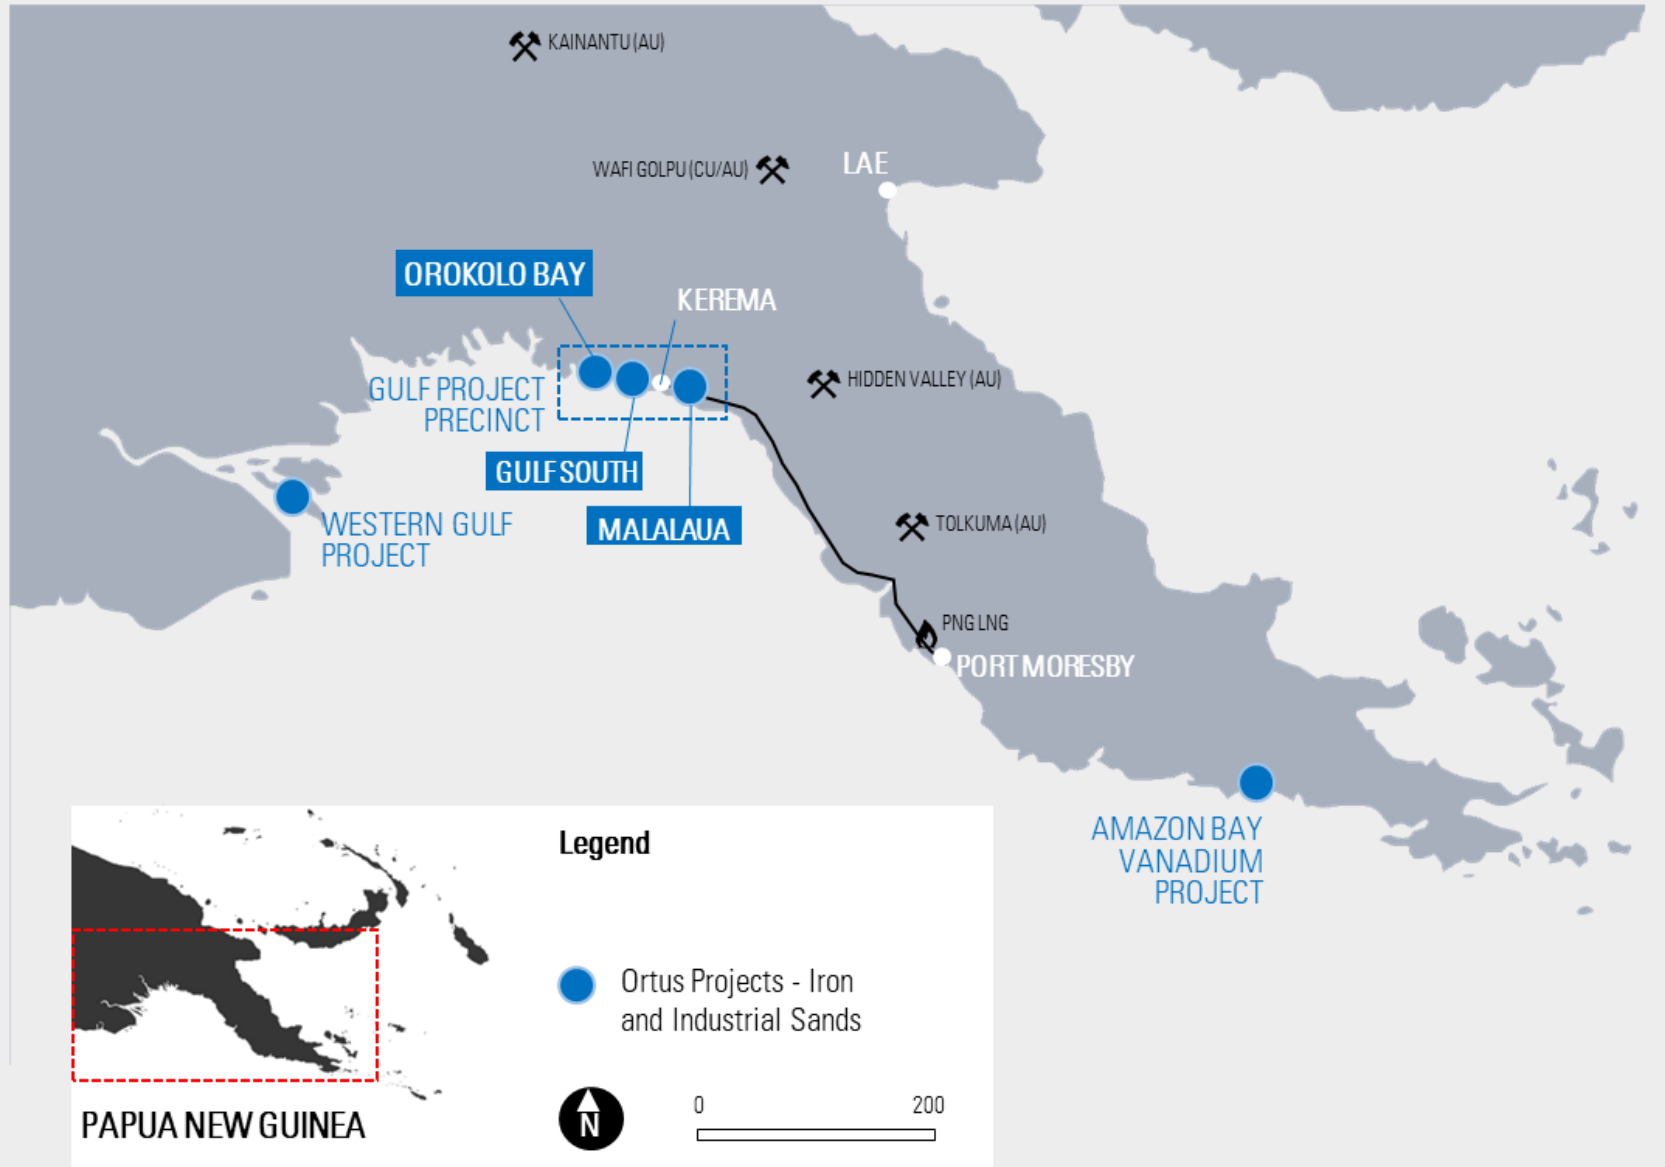 KAINANTU (AU)
WAFI GOLPU (CU/AU)
LAE
OROKOLO BAY
KEREMA
HIDDEN VALLEY (AU)
GULF PROJECT
PRECINCT
GULF SOUTH
WESTERN GULF
PROJECT
MALALAUA
TOLKUMA (AU)
PNG LNG
PORT MORESBY
AMAZON BAY
VANADIUM
PROJECT
Legend
Ortus Projects - Iron
and Industrial Sands
N
0 200
PAPUA NEW GUINEA